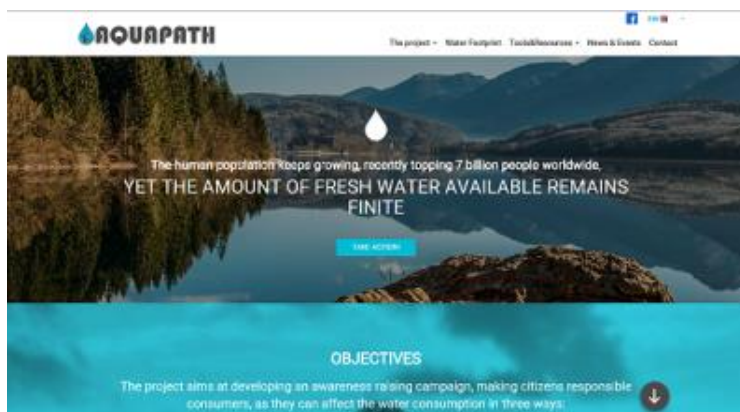 AQUAPATH
The project Water Footprint Tools&Resources News & Events Contact
The human population keeps growing, recently topping 7 billion people worldwide,
YET THE AMOUNT OF FRESH WATER AVAILABLE REMAINS
FINITE
TAKE ACTION!
OBJECTIVES
The project aims at developing an awareness raising campaign, making citizens responsible
consumers, as they can affect the water consumption in three ways: